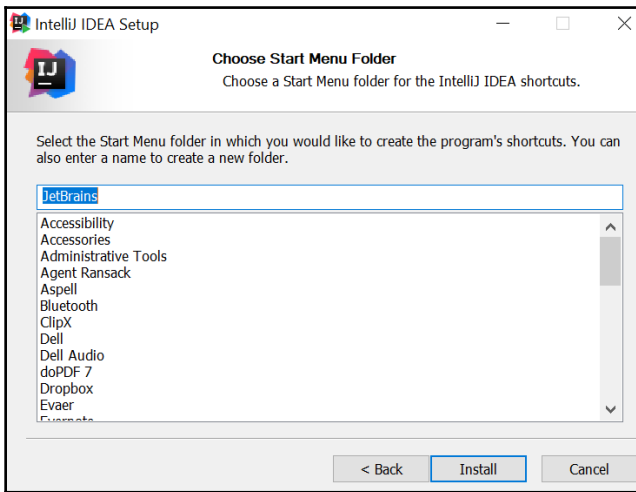 IntelliJ IDEA Setup
IJ
Choose Start Menu Folder
Choose a Start Menu folder for the IntelliJ IDEA shortcuts.
Select the Start Menu folder in which you would like to create the program's shortcuts. You can
also enter a name to create a new folder.
JetBrains
Accessibility
Accessories
Administrative Tools
Agent Ransack
Aspell
Bluetooth
ClipX
Dell
Dell Audio
doPDF 7
Dropbox
Evaer
< Back Install Cancel